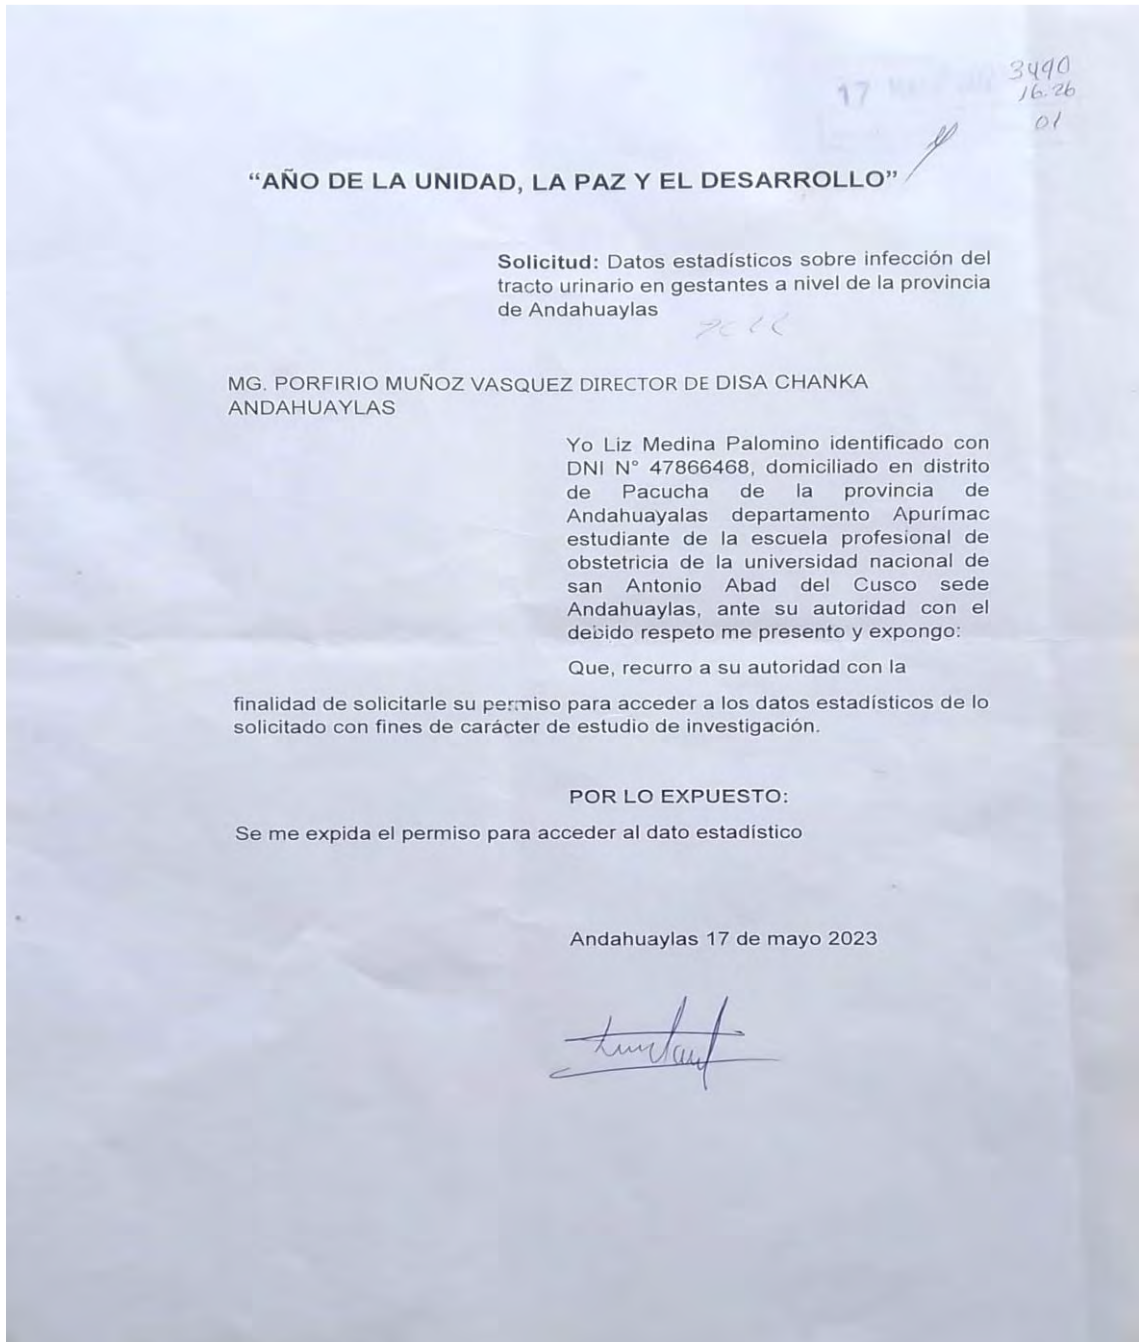 3490
17
16.26
01
“AÑO DE LA UNIDAD, LA PAZ Y EL DESARROLLO”
Solicitud: Datos estadísticos sobre infección del
tracto urinario en gestantes a nivel de la provincia
de Andahuaylas
MG. PORFIRIO MUÑOZ VASQUEZ DIRECTOR DE DISA CHANKA
ANDAHUAYLAS
Yo Liz Medina Palomino identificado con
DNI N° 47866468, domiciliado en distrito
de Pacucha de la provincia de
Andahuayalas departamento Apurímac
estudiante de la escuela profesional de
obstetricia de la universidad nacional de
san Antonio Abad del Cusco sede
Andahuaylas, ante su autoridad con el
debido respeto me presento y expongo:
Que, recurro a su autoridad con la
finalidad de solicitarle su permiso para acceder a los datos estadísticos de lo
solicitado con fines de carácter de estudio de investigación.
POR LO EXPUESTO:
Se me expida el permiso para acceder al dato estadístico
Andahuaylas 17 de mayo 2023